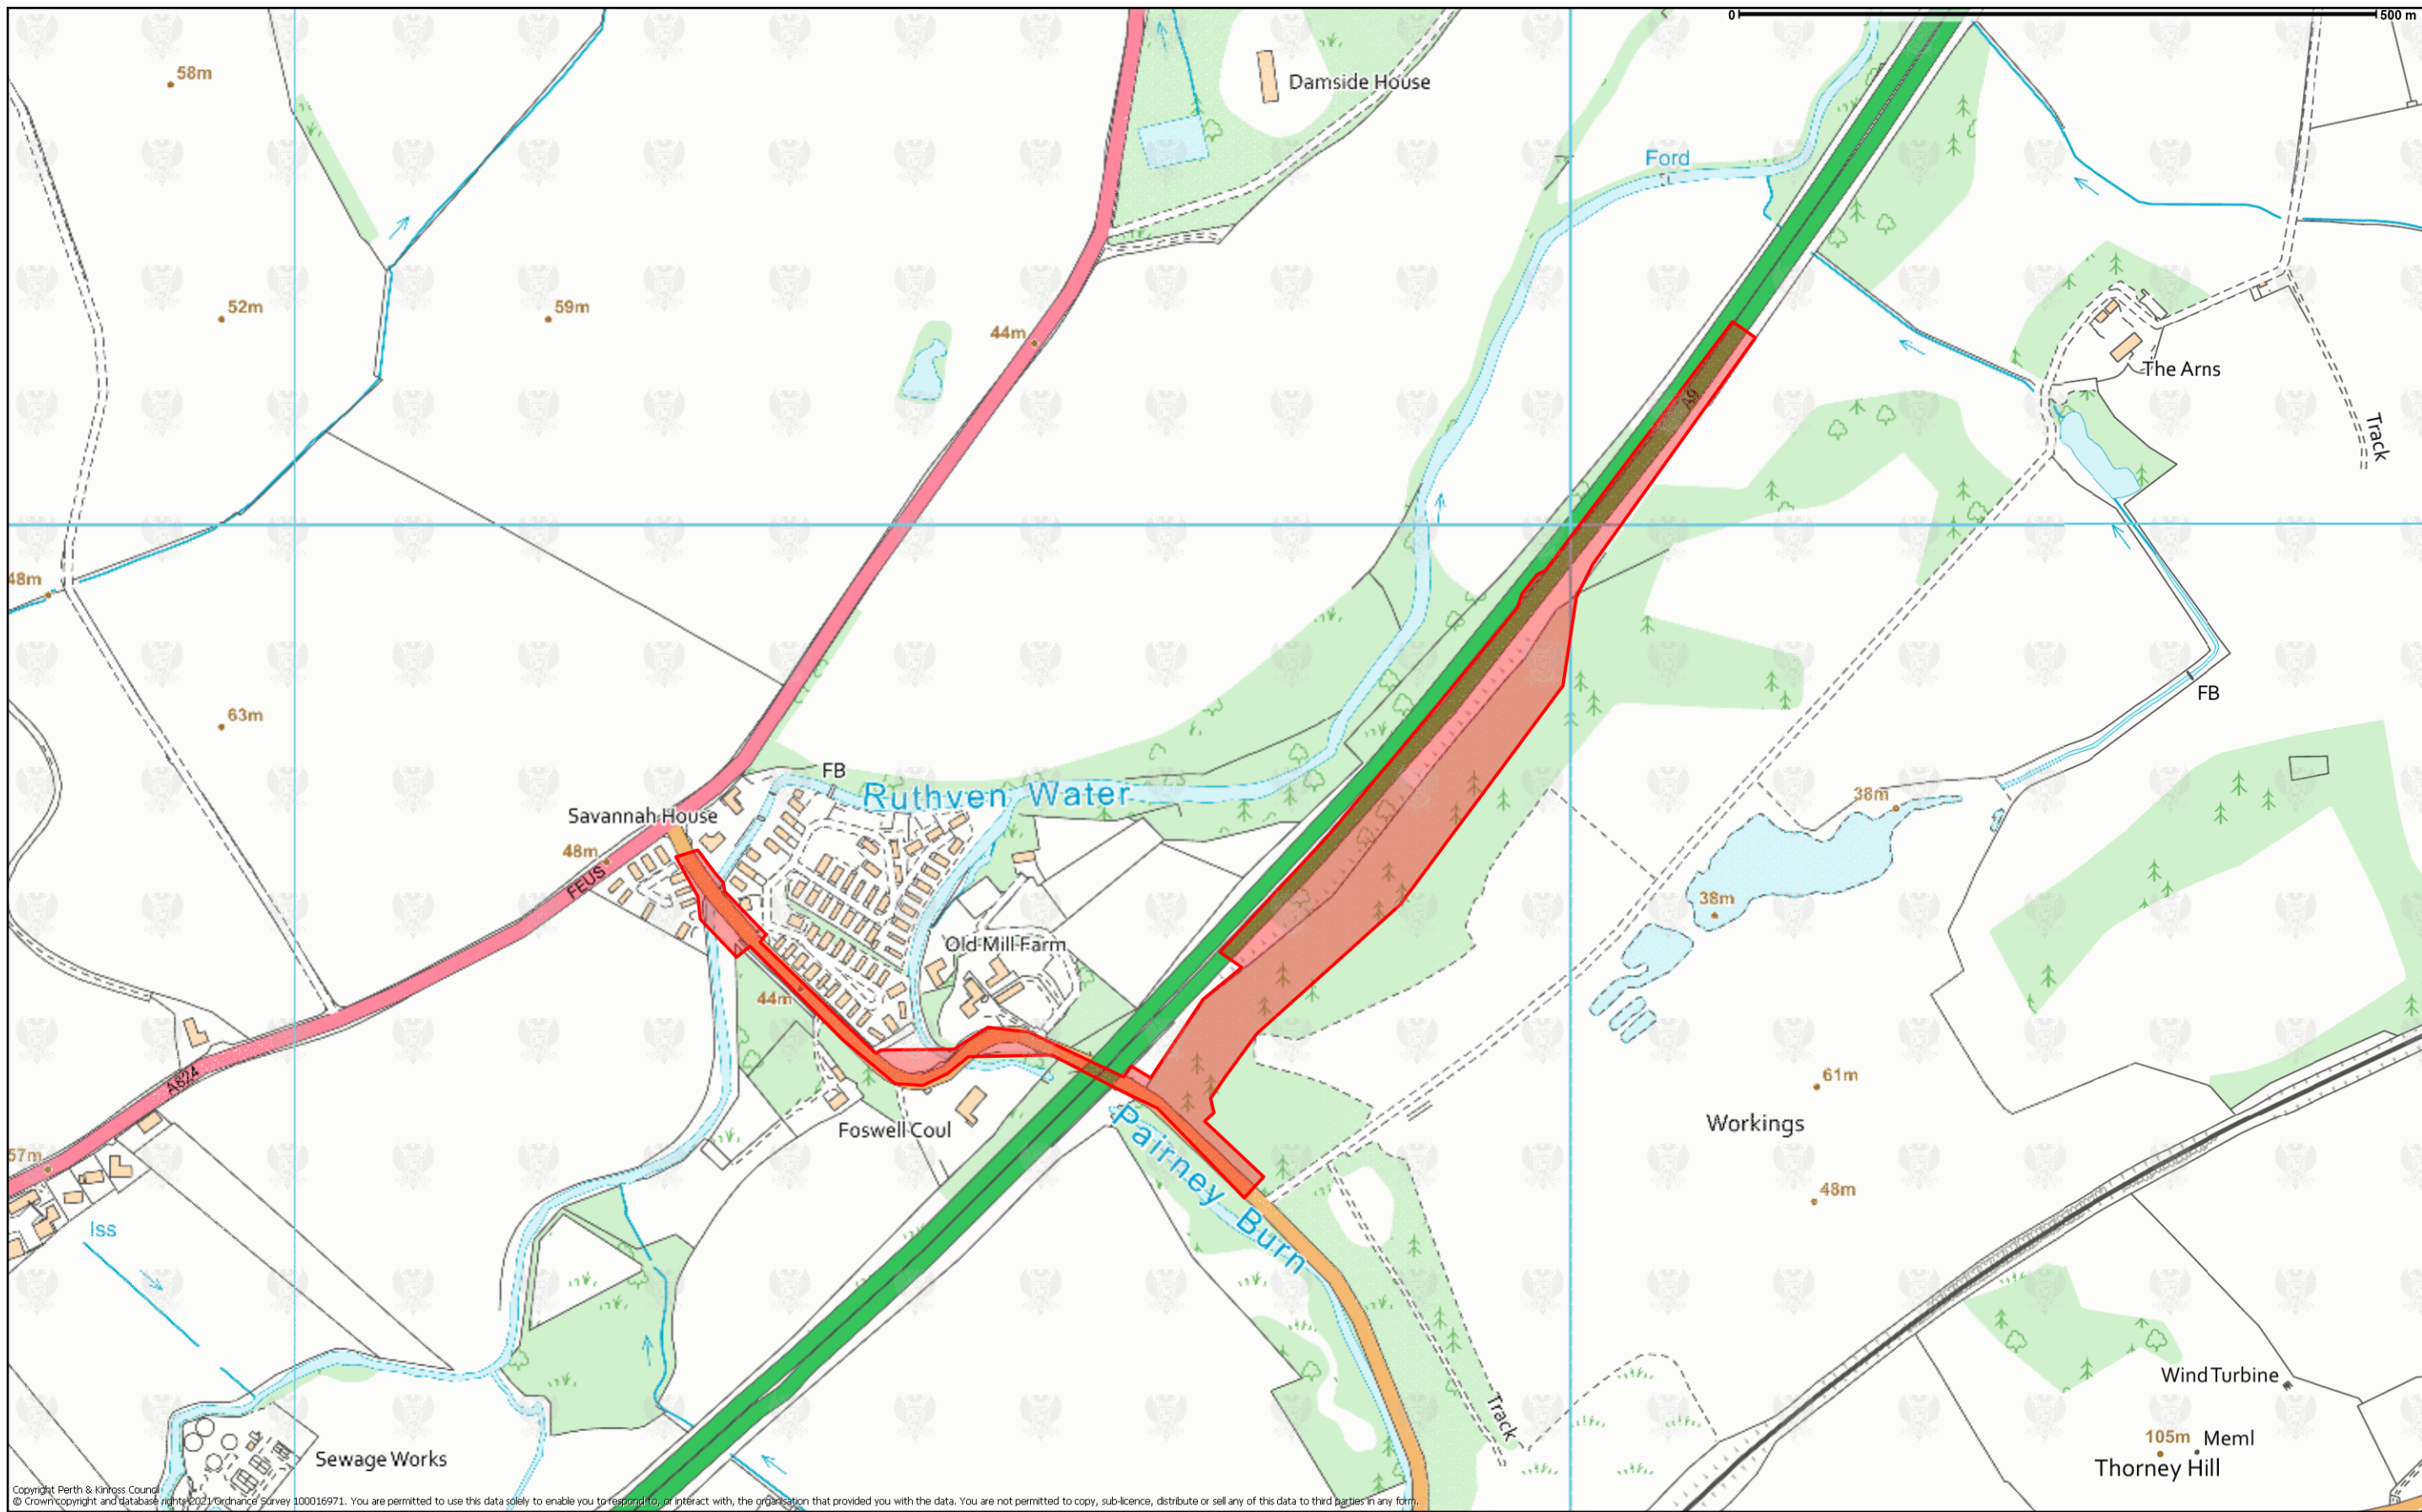 0
500 m
58m
Damside House
Ford
52m
59m
44m
A9
The Arns
Track
48m
63m
FB
FB
Ruthven Water
Savannah House
38m
48m
FEUS
38m
Old Mill Farm
44m
A824
61m
Foswell Coul
Pairney Burn
Workings
57m
48m
Iss
Wind Turbine
Track
105m
Meml
Sewage Works
Thorney Hill
Copyright Perth & Kinross Council
© Crown copyright and database rights 2021 Ordnance Survey 100016971. You are permitted to use this data solely to enable you to respond to, or interact with, the organisation that provided you with the data. You are not permitted to copy, sub-licence, distribute or sell any of this data to third parties in any form.